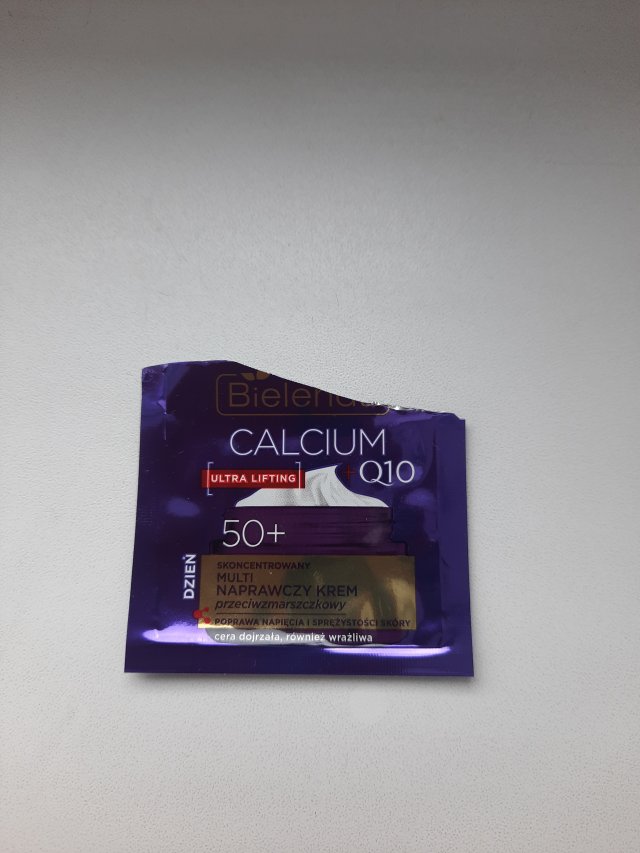 Bielenda
CALCIUM
+Q10
ULTRA LIFTING
50+
DZIEŃ
SKONCENTROWANY
MULTI
NAPRAWCZY KREM
przeciwzmarszczkowy
POPRAWA NAPIĘCIA I SPRĘŻYSTOŚCI SKÓRY
cera dojrzała, również wrażliwa